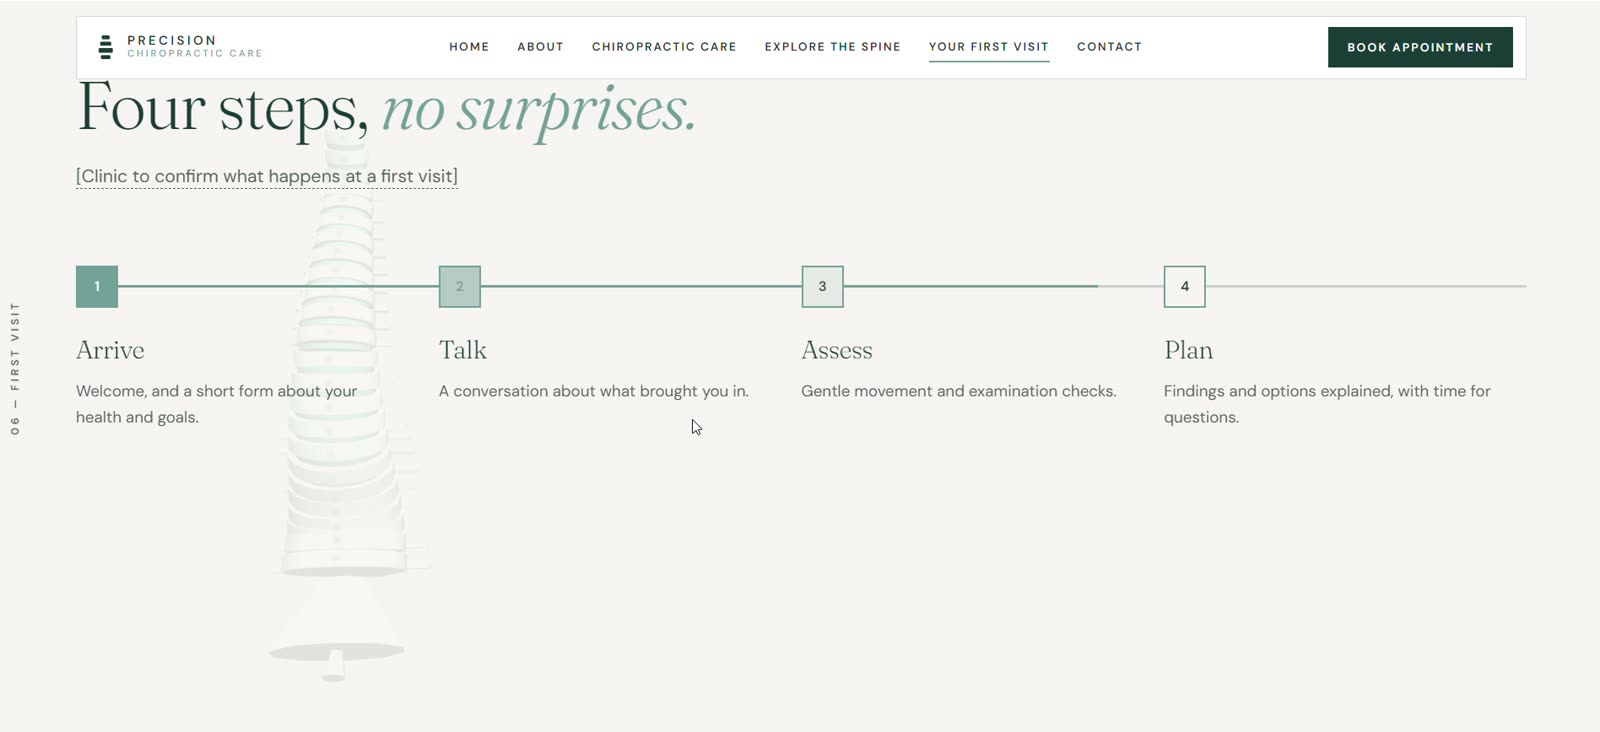 PRECISION
CHIROPRACTIC CARE
HOME ABOUT CHIROPRACTIC CARE EXPLORE THE SPINE YOUR FIRST VISIT CONTACT
BOOK APPOINTMENT
Four steps, no surprises.
[Clinic to confirm what happens at a first visit]
06 — FIRST VISIT
1
Arrive
Welcome, and a short form about your
health and goals.
2
Talk
A conversation about what brought you in.
3
Assess
Gentle movement and examination checks.
4
Plan
Findings and options explained, with time for
questions.